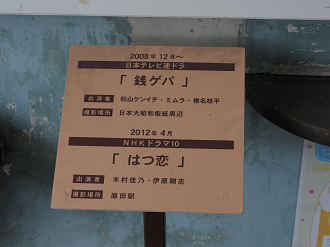 2008年12月〜
日本テレビ連ドラ
「 銭ゲバ 」
出演者 松山ケンイチ・ミムラ・椎名桔平
撮影場所 日本大昭和板紙周辺
2012年4月
NHKドラマ10
「 はつ恋 」
出演者 木村佳乃・伊原剛志
撮影場所 原田駅